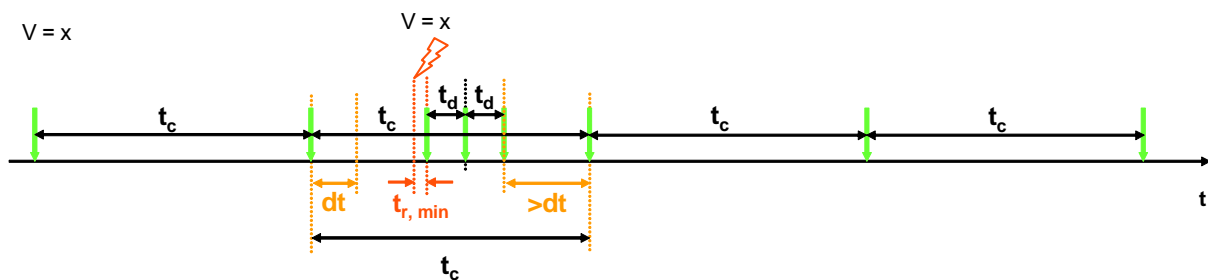 V = x
V = x
t_d t_d
t_c t_c t_c t_c
dt t_r, min >dt t
t_c